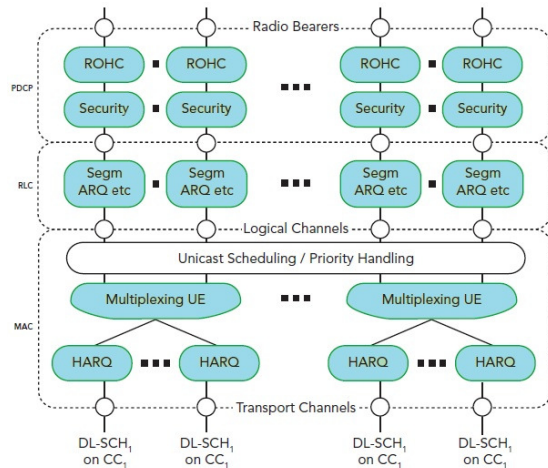 Radio Bearers
ROHC ROHC ROHC ROHC
PDCP
Security Security Security Security
RLC
Segm ARQ etc Segm ARQ etc Segm ARQ etc Segm ARQ etc
Logical Channels
Unicast Scheduling / Priority Handling
Multiplexing UE Multiplexing UE
MAC
HARQ HARQ HARQ HARQ
Transport Channels
DL-SCH1 DL-SCH1 DL-SCH1 DL-SCH1
on CC1 on CC1 on CC1 on CC1